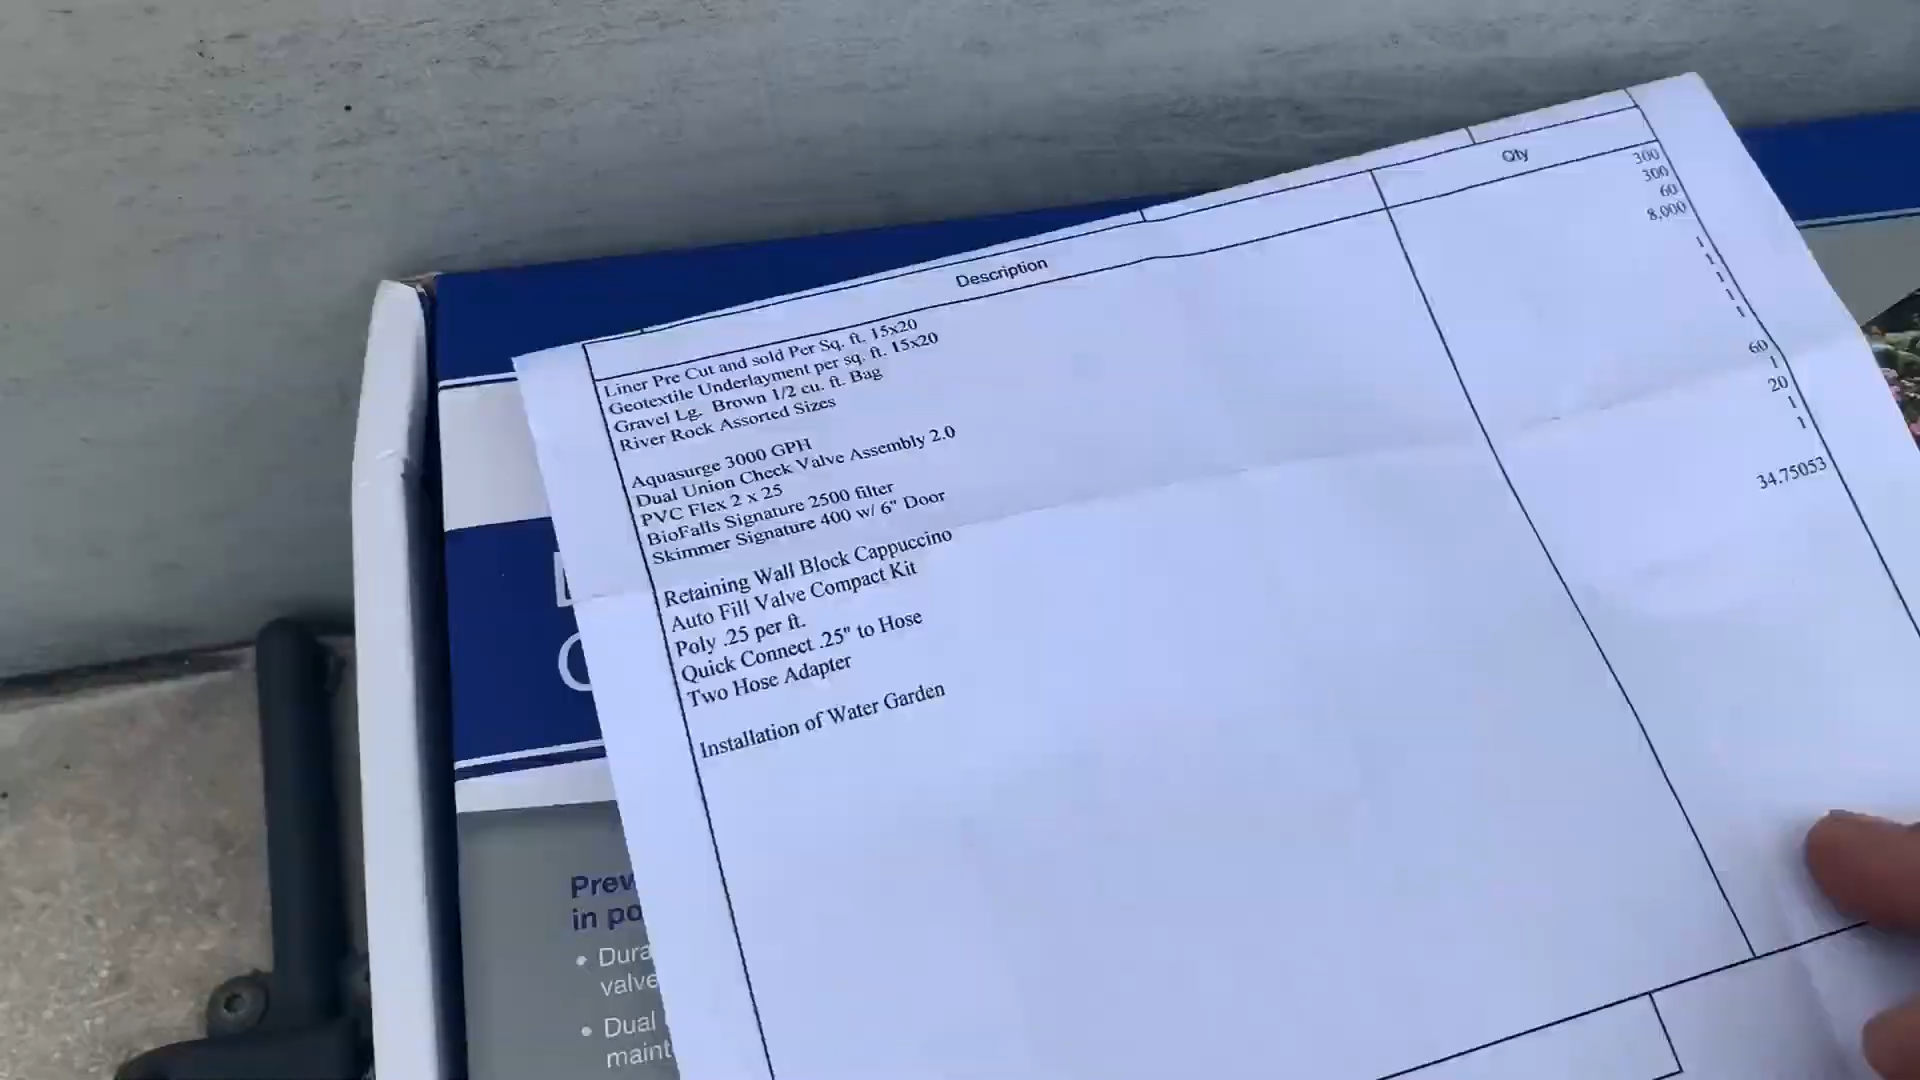 Description
Qty
Liner Pre Cut and sold Per Sq. ft. 15x20
300
Geotextile Underlayment per sq. ft. 15x20
300
Gravel Lg. Brown 1/2 cu. ft. Bag
60
River Rock Assorted Sizes
8,000
Aquasurge 3000 GPH
1
Dual Union Check Valve Assembly 2.0
1
PVC Flex 2 x 25
1
BioFalls Signature 2500 filter
1
Skimmer Signature 400 w/ 6" Door
1
Retaining Wall Block Cappuccino
60
Auto Fill Valve Compact Kit
1
Poly .25 per ft.
20
Quick Connect .25" to Hose
1
Two Hose Adapter
1
Installation of Water Garden
34.75053
in po
• Dual